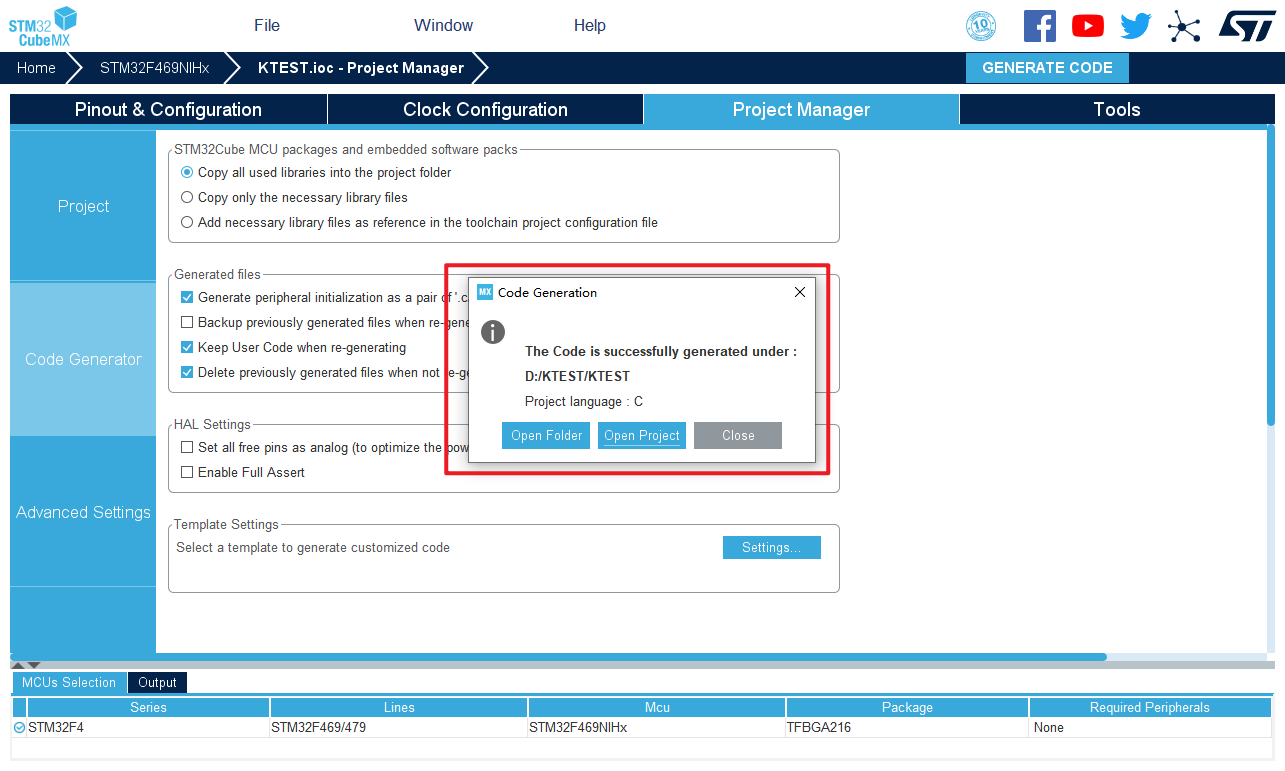 STM32
CubeMX
File
Window
Help
10
ST
Home
STM32F469NIHx
KTEST.ioc - Project Manager
GENERATE CODE
Pinout & Configuration
Clock Configuration
Project Manager
Tools
Project
Code Generator
Advanced Settings
STM32Cube MCU packages and embedded software packs
Copy all used libraries into the project folder
Copy only the necessary library files
Add necessary library files as reference in the toolchain project configuration file
Generated files
Generate peripheral initialization as a pair of '.c
Backup previously generated files when re-gene
Keep User Code when re-generating
Delete previously generated files when not re-ge
HAL Settings
Set all free pins as analog (to optimize the pow
Enable Full Assert
Template Settings
Select a template to generate customized code
Settings...
MX Code Generation
The Code is successfully generated under :
D:/KTEST/KTEST
Project language : C
Open Folder
Open Project
Close
MCUs Selection
Output
Series
Lines
Mcu
Package
Required Peripherals
STM32F4
STM32F469/479
STM32F469NIHx
TFBGA216
None